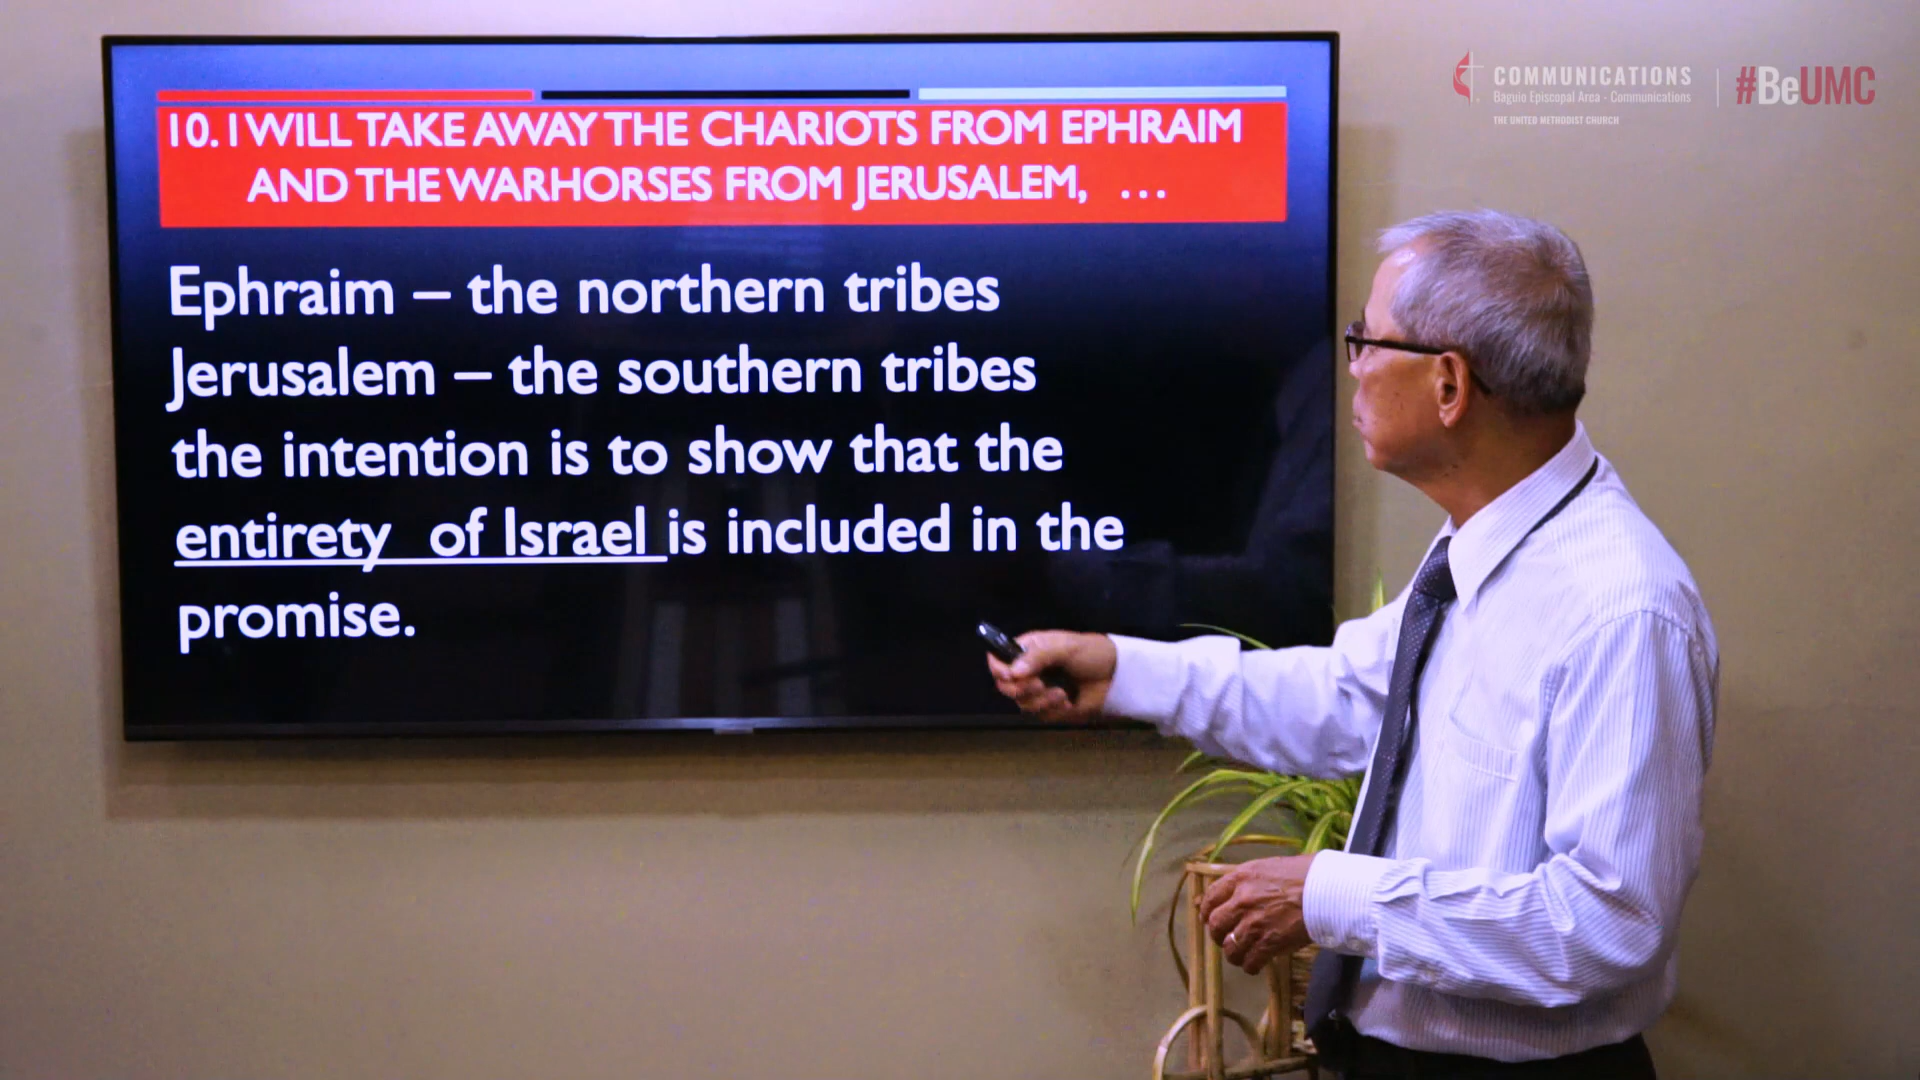 10. I WILL TAKE AWAY THE CHARIOTS FROM EPHRAIM
AND THE WARHORSES FROM JERUSALEM, ...
Ephraim – the northern tribes
Jerusalem – the southern tribes
the intention is to show that the
entirety of Israel is included in the
promise.
COMMUNICATIONS
Baguio Episcopal Area - Communications
THE UNITED METHODIST CHURCH
#BeUMC